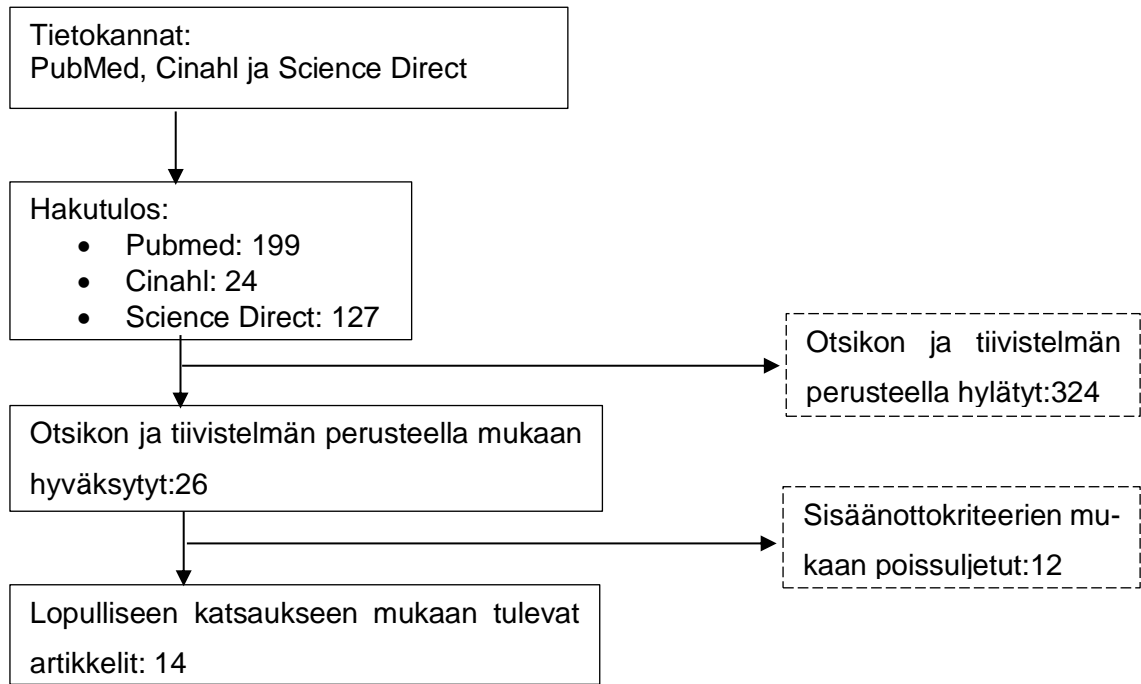 Tietokannat:
PubMed, Cinahl ja Science Direct
Hakutulos:
• Pubmed: 199
• Cinahl: 24
• Science Direct: 127
Otsikon ja tiivistelmän
perusteella hylätyt:324
Otsikon ja tiivistelmän perusteella mukaan
hyväksytyt:26
Sisäänottokriteerien mu-
kaan poissuljetut:12
Lopulliseen katsaukseen mukaan tulevat
artikkelit: 14